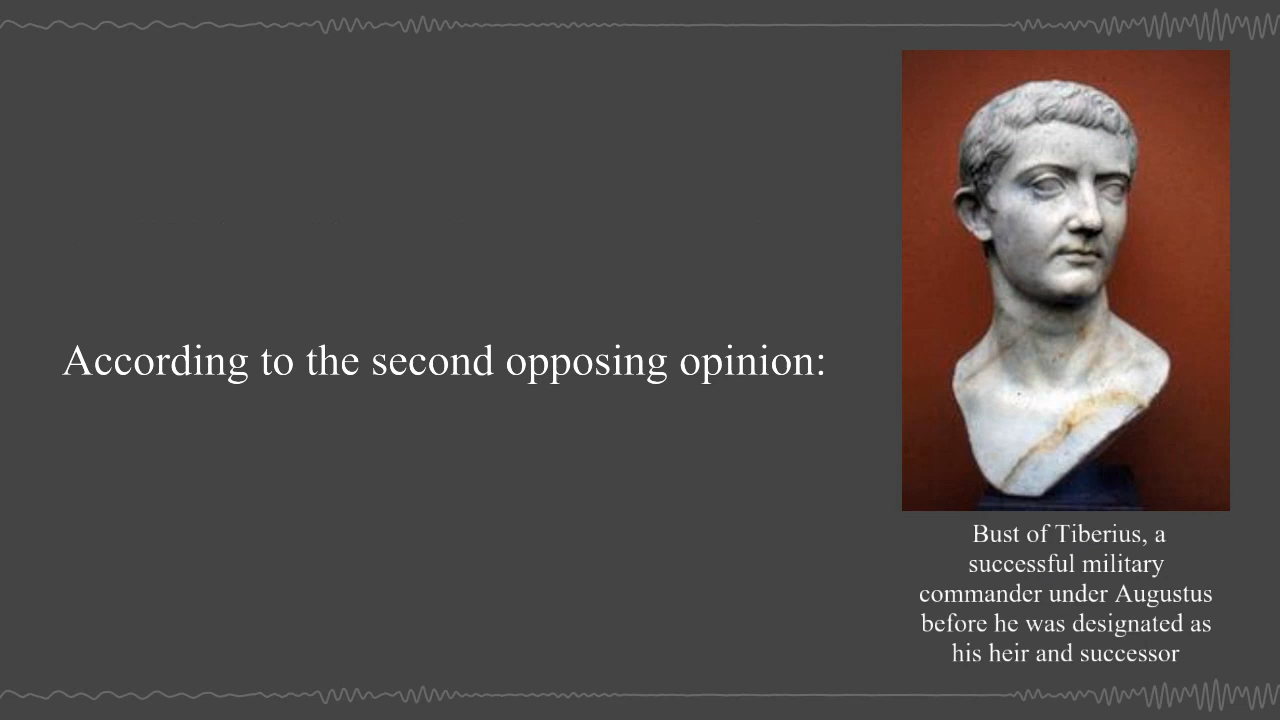 According to the second opposing opinion:
Bust of Tiberius, a
successful military
commander under Augustus
before he was designated as
his heir and successor